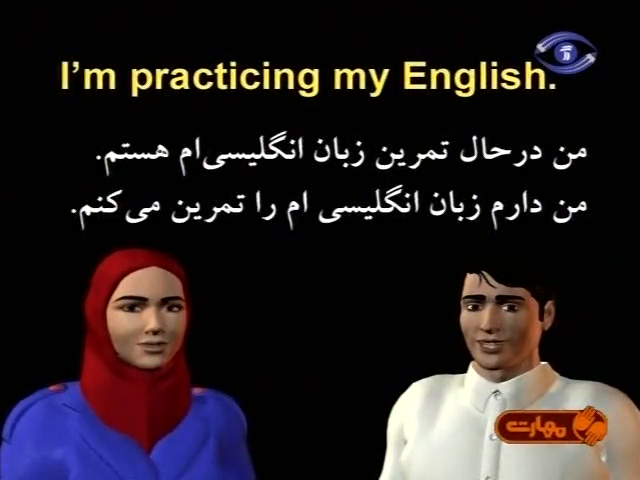 I'm practicing my English.
من درحال تمرین زبان انگلیسی‌ام هستم.
من دارم زبان انگلیسی ام را تمرین می‌کنم.
مهارت